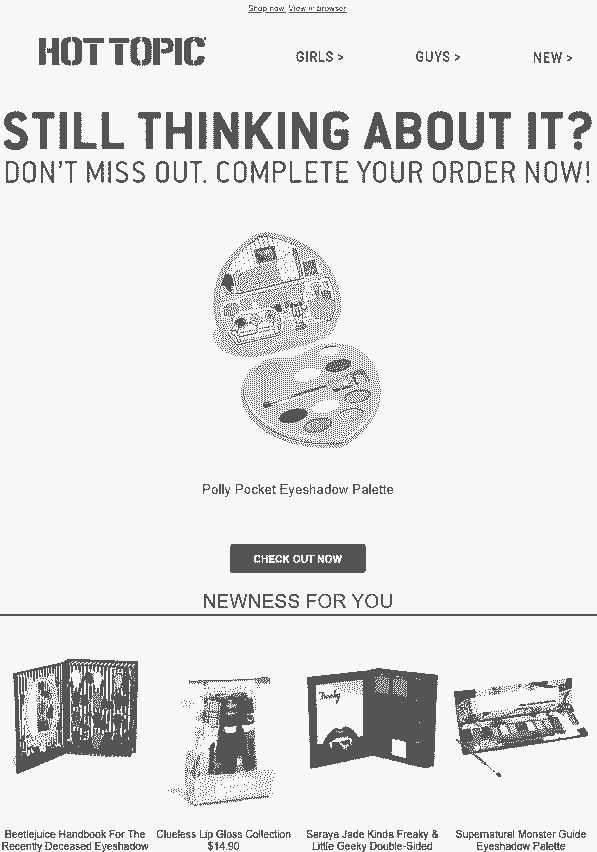 Shop now. View in browser
HOT TOPIC
GIRLS >
GUYS >
NEW >
STILL THINKING ABOUT IT?
DON'T MISS OUT. COMPLETE YOUR ORDER NOW!
Polly Pocket Eyeshadow Palette
CHECK OUT NOW
NEWNESS FOR YOU
Freaky
Beetlejuice Handbook For The
Recently Deceased Eyeshadow
Clueless Lip Gloss Collection
$14.90
Saraya Jade Kinda Freaky &
Little Geeky Double-Sided
Supernatural Monster Guide
Eyeshadow Palette